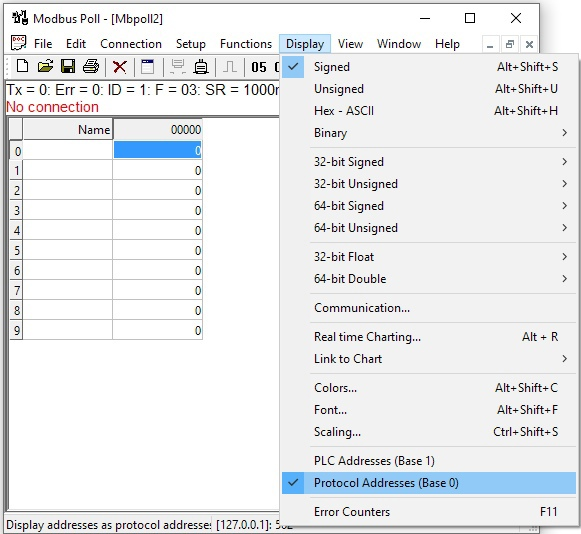 Modbus Poll - [Mbpoll2]
File Edit Connection Setup Functions Display View Window Help
05
Tx = 0: Err = 0: ID = 1: F = 03: SR = 1000
No connection
Name 00000
0 0
1 0
2 0
3 0
4 0
5 0
6 0
7 0
8 0
9 0
Signed Alt+Shift+S
Unsigned Alt+Shift+U
Hex - ASCII Alt+Shift+H
Binary
32-bit Signed
32-bit Unsigned
64-bit Signed
64-bit Unsigned
32-bit Float
64-bit Double
Communication...
Real time Charting... Alt + R
Link to Chart
Colors... Alt+Shift+C
Font... Alt+Shift+F
Scaling... Ctrl+Shift+S
PLC Addresses (Base 1)
Protocol Addresses (Base 0)
Error Counters F11
Display addresses as protocol addresse: [127.0.0.1]: